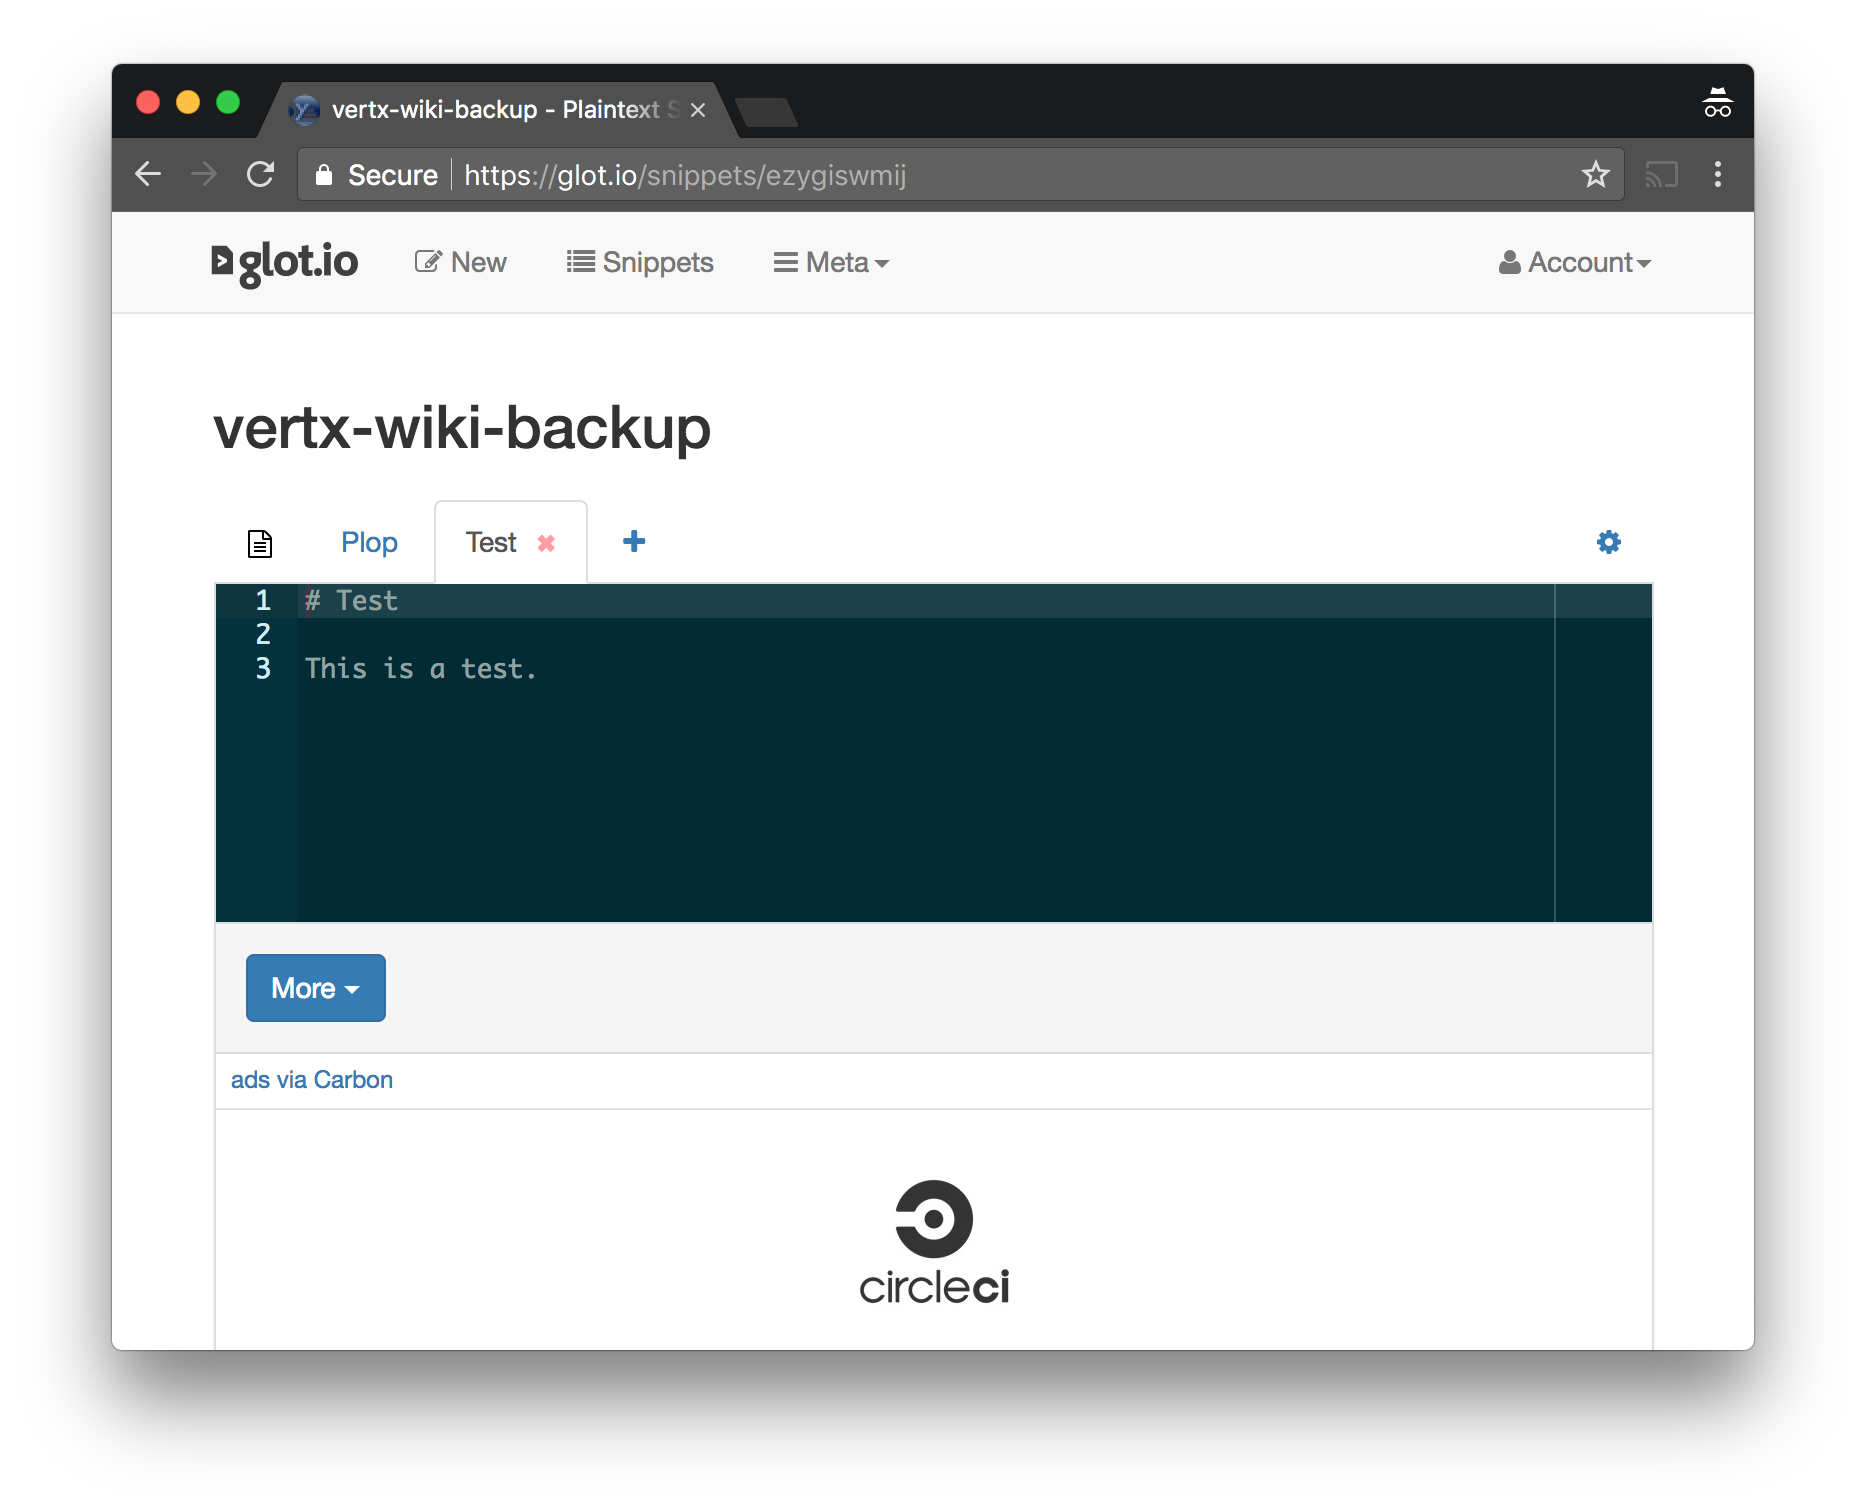 vertx-wiki-backup - Plaintext S
Secure https://glot.io/snippets/ezygiswmij
glot.io New Snippets Meta Account
vertx-wiki-backup
Plop Test
1 # Test
2
3 This is a test.
More
ads via Carbon
circleci